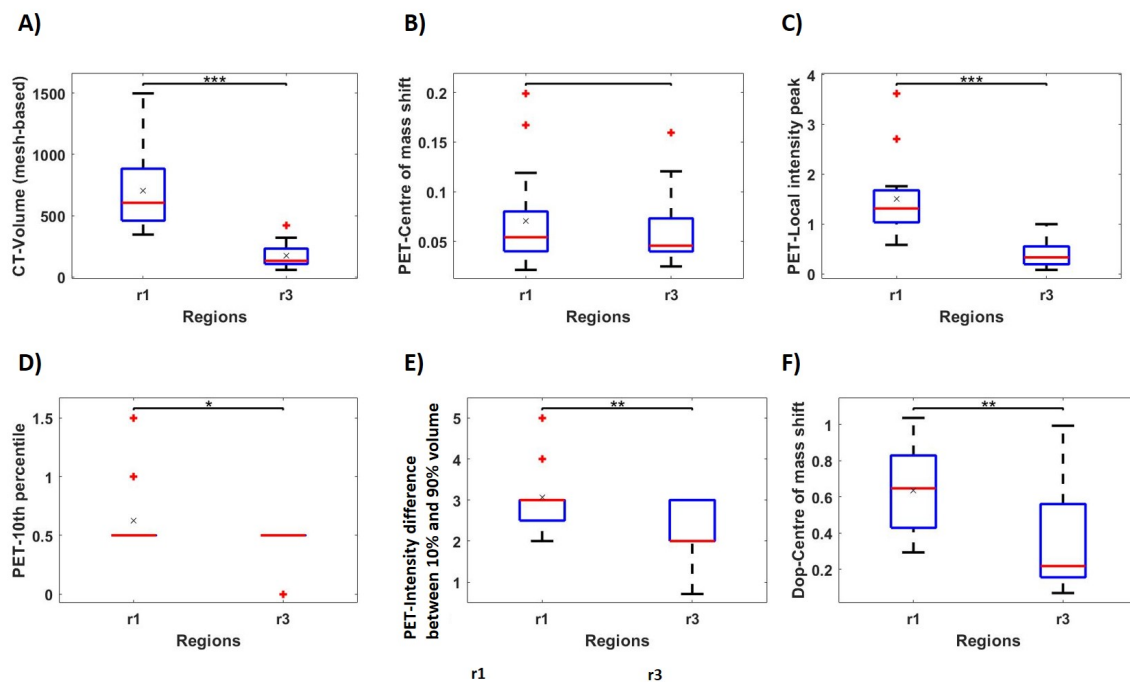 A)
***
CT-Volume (mesh-based)
1500
1000
500
0
r1
r3
Regions
B)
PET-Centre of mass shift
0.2
0.15
0.1
0.05
r1
r3
Regions
C)
***
PET-Local intensity peak
4
3
2
1
0
r1
r3
Regions
D)
*
PET-10th percentile
1.5
1
0.5
0
r1
r3
Regions
E)
**
PET-Intensity difference
between 10% and 90% volume
5
4
3
2
1
r1
r3
Regions
r1
r3
F)
**
Dop-Centre of mass shift
1
0.8
0.6
0.4
0.2
r1
r3
Regions